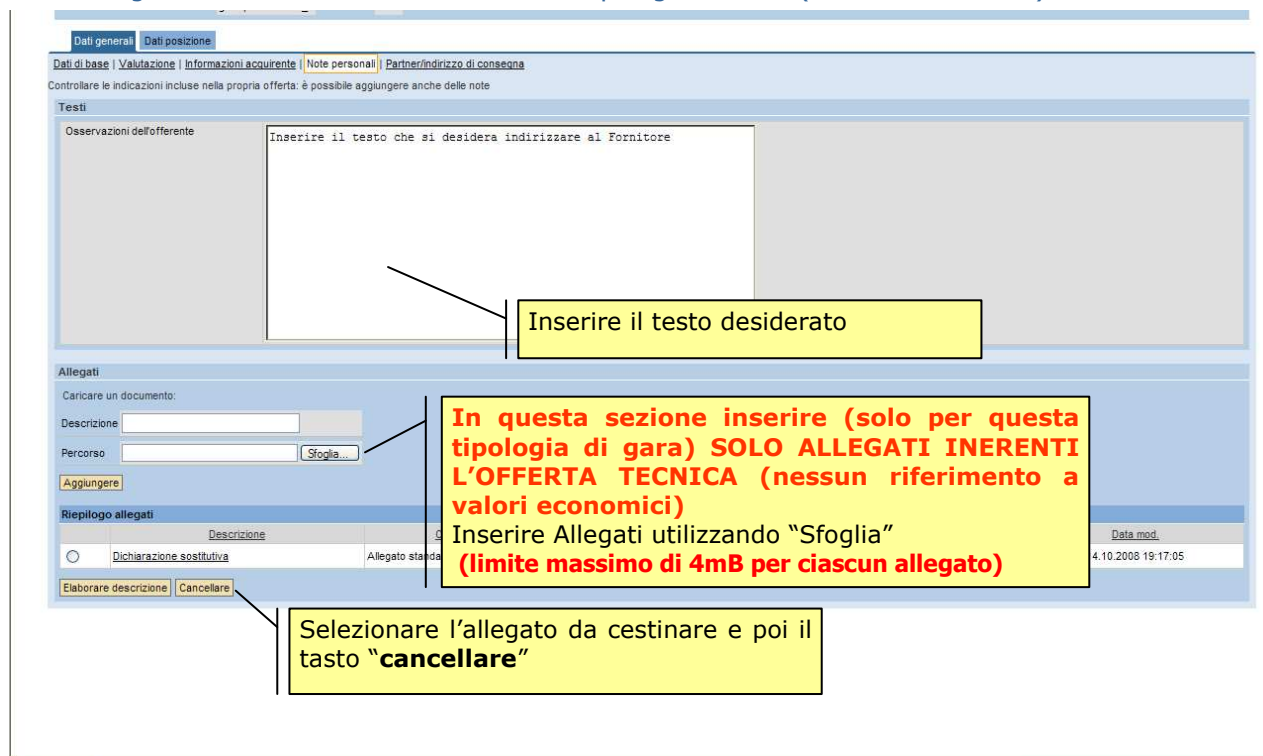 Dati generali Dati posizione
Dati di base | Valutazione | Informazioni acquirente | Note personali | Partner/indirizzo di consegna
Controllare le indicazioni incluse nella propria offerta: è possibile aggiungere anche delle note
Testi
Osservazioni dell'offerente
Inserire il testo che si desidera indirizzare al Fornitore
Inserire il testo desiderato
Allegati
Caricare un documento:
Descrizione
Percorso Sfoglia...
Aggiungere
In questa sezione inserire (solo per questa
tipologia di gara) SOLO ALLEGATI INERENTI
L’OFFERTA TECNICA (nessun riferimento a
valori economici)
Inserire Allegati utilizzando “Sfoglia”
(limite massimo di 4mB per ciascun allegato)
Riepilogo allegati
Descrizione Data mod.
Dichiarazione sostitutiva Allegato 4.10.2008 19:17:05
Elaborare descrizione Cancellare
Selezionare l’allegato da cestinare e poi il
tasto “cancellare”